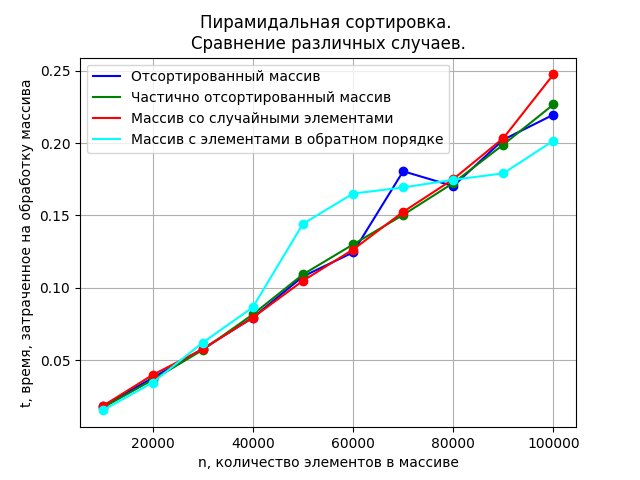 Пирамидальная сортировка.
Сравнение различных случаев.
Отсортированный массив
Частично отсортированный массив
Массив со случайными элементами
Массив с элементами в обратном порядке
t, время, затраченное на обработку массива
0.25
0.20
0.15
0.10
0.05
20000 40000 60000 80000 100000
n, количество элементов в массиве